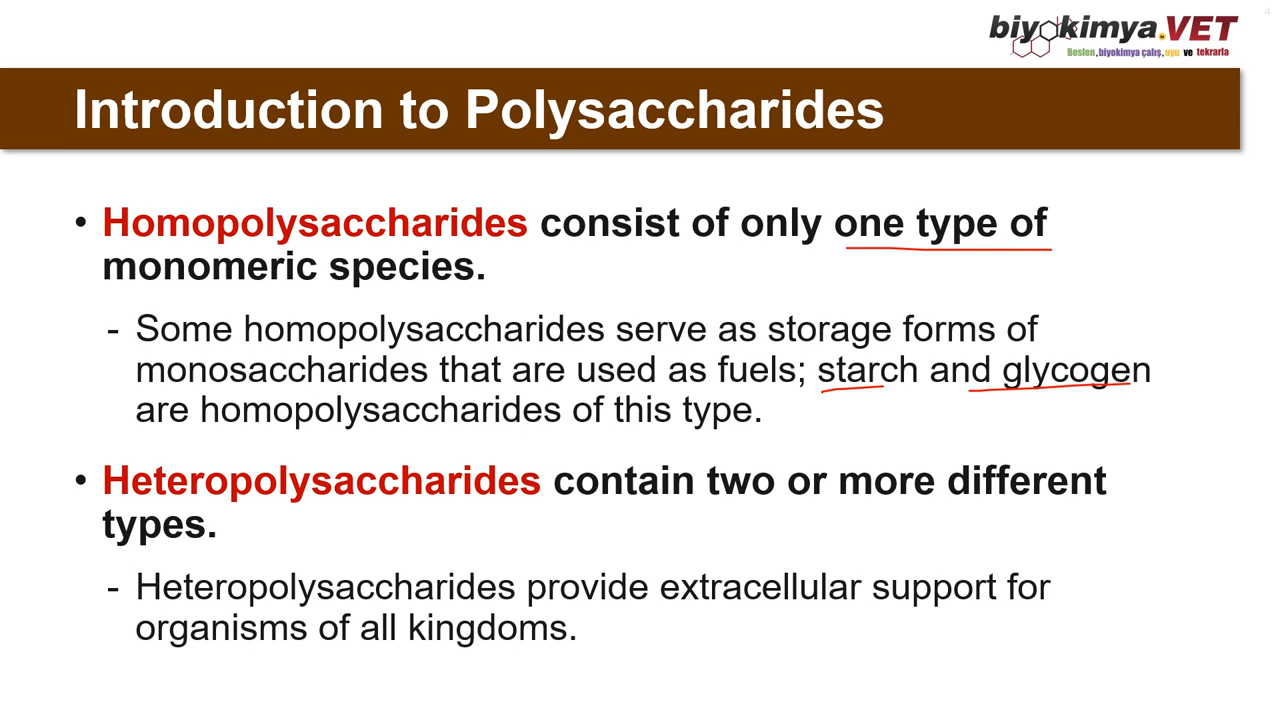 4
biyokimya.VET
Beslen,biyokimya çalış,uyu ve tekrarla
Introduction to Polysaccharides
• Homopolysaccharides consist of only one type of
monomeric species.
- Some homopolysaccharides serve as storage forms of
monosaccharides that are used as fuels; starch and glycogen
are homopolysaccharides of this type.
• Heteropolysaccharides contain two or more different
types.
- Heteropolysaccharides provide extracellular support for
organisms of all kingdoms.